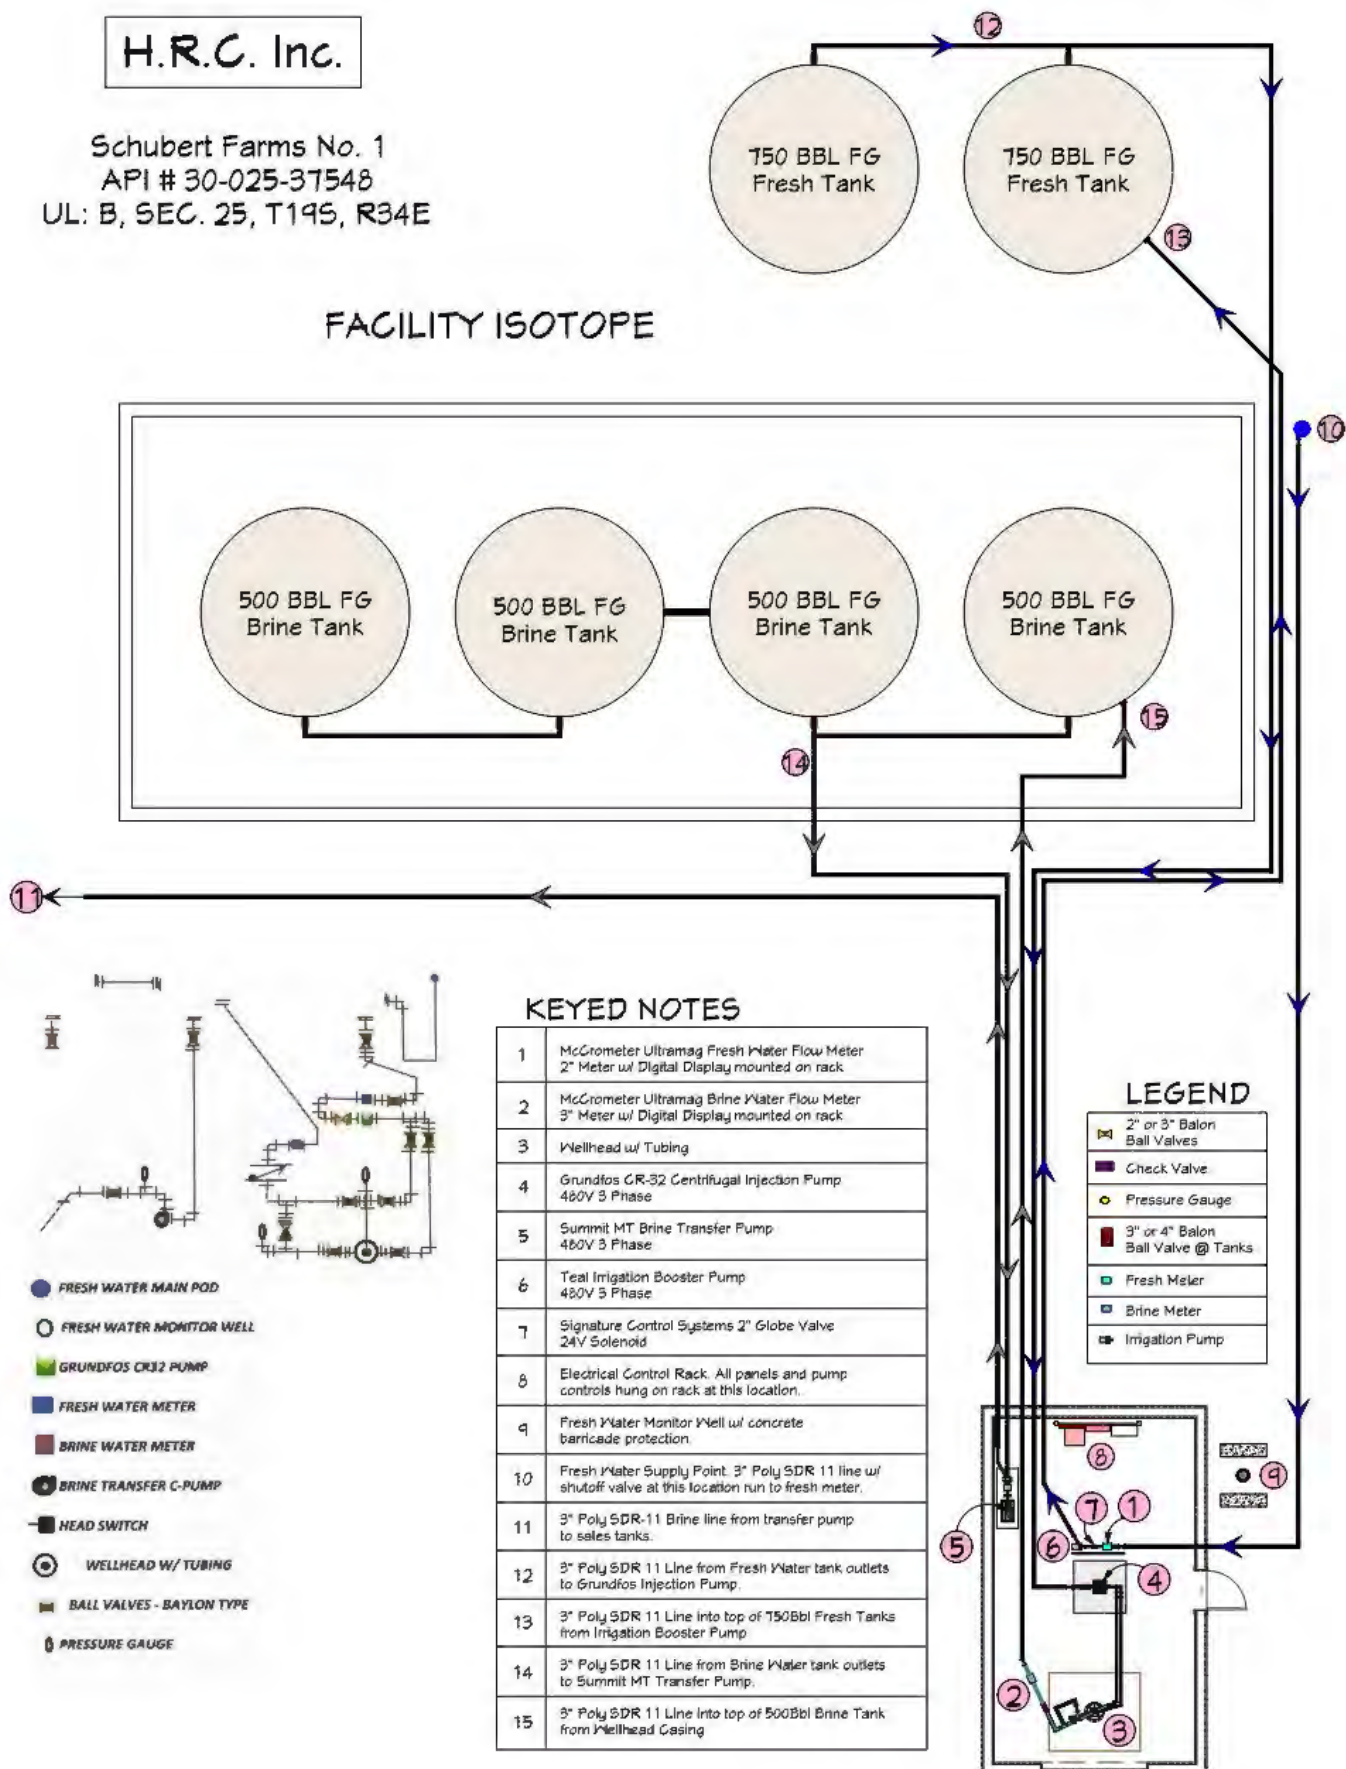 H.R.C. Inc.
Schubert Farms No. 1
API # 30-025-37548
UL: B, SEC. 25, T19S, R34E
FACILITY ISOTOPE
12
750 BBL FG
Fresh Tank
750 BBL FG
Fresh Tank
13
10
500 BBL FG
Brine Tank
500 BBL FG
Brine Tank
500 BBL FG
Brine Tank
500 BBL FG
Brine Tank
15
14
11
KEYED NOTES
1 McCrometer Ultramag Fresh Water Flow Meter
2" Meter w/ Digital Display mounted on rack
2 McCrometer Ultramag Brine Water Flow Meter
3" Meter w/ Digital Display mounted on rack
3 Wellhead w/ Tubing
4 Grundfos CR-32 Centrifugal Injection Pump
480V 3 Phase
5 Summit MT Brine Transfer Pump
480V 3 Phase
6 Teal Irrigation Booster Pump
480V 3 Phase
7 Signature Control Systems 2" Globe Valve
24V Solenoid
8 Electrical Control Rack. All panels and pump
controls hung on rack at this location.
9 Fresh Water Monitor Well w/ concrete
barricade protection.
10 Fresh Water Supply Point. 3" Poly SDR 11 line w/
shutoff valve at this location run to fresh meter.
11 3" Poly SDR-11 Brine line from transfer pump
to sales tanks.
12 3" Poly SDR 11 Line from Fresh Water tank outlets
to Grundfos Injection Pump.
13 3" Poly SDR 11 Line into top of 750Bbl Fresh Tanks
from Irrigation Booster Pump
14 3" Poly SDR 11 Line from Brine Water tank outlets
to Summit MT Transfer Pump.
15 3" Poly SDR 11 Line into top of 500Bbl Brine Tank
from Wellhead Casing
LEGEND
2" or 3" Balon
Ball Valves
Check Valve
Pressure Gauge
3" or 4" Balon
Ball Valve @ Tanks
Fresh Meter
Brine Meter
Irrigation Pump
FRESH WATER MAIN POD
FRESH WATER MONITOR WELL
GRUNDFOS CR32 PUMP
FRESH WATER METER
BRINE WATER METER
BRINE TRANSFER C-PUMP
HEAD SWITCH
WELLHEAD W/ TUBING
BALL VALVES - BAYLON TYPE
PRESSURE GAUGE
8
9
7
1
5
6
4
2
3